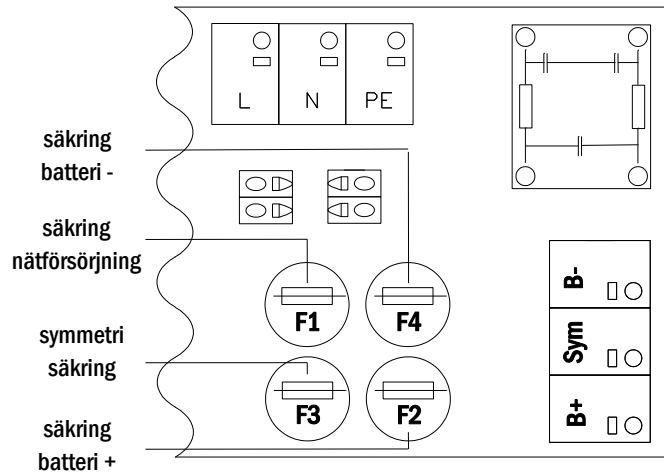 L N PE
säkring
batteri -
säkring
nätförsörjning
F1 F4
symmetri
säkring
F3 F2
säkring
batteri +
B-
Sym
B+